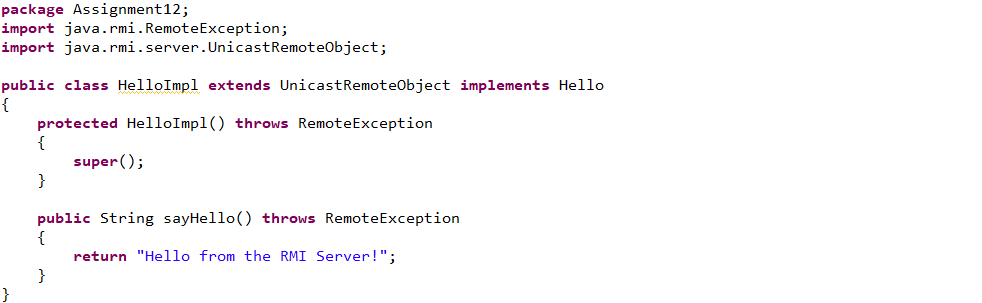 package Assignment12;
import java.rmi.RemoteException;
import java.rmi.server.UnicastRemoteObject;

public class HelloImpl extends UnicastRemoteObject implements Hello
{
    protected HelloImpl() throws RemoteException
    {
        super();
    }

    public String sayHello() throws RemoteException
    {
        return "Hello from the RMI Server!";
    }
}